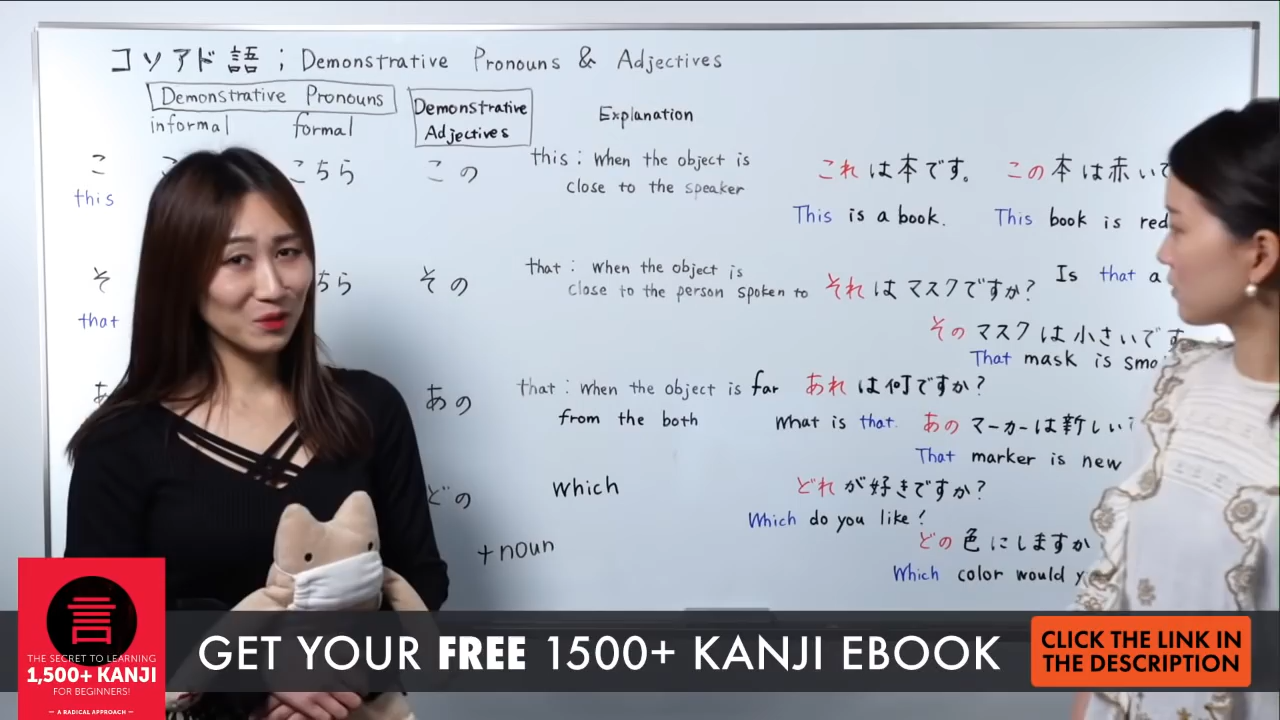 コソアド語 ; Demonstrative Pronouns & Adjectives
Demonstrative Pronouns
Demonstrative
Adjectives
Explanation
informal formal
こ こ こちら この
this
this : when the object is
close to the speaker
これは本です。 この本は赤い
This is a book. This book is red
そ ちら その
that
that : when the object is
close to the person spoken to
それはマスクですか?
Is that a
そのマスクは小さいです
That mask is sma
あ あの
that : when the object is far
from the both
あれは何ですか?
What is that.
あのマーカーは新しい
That marker is new
どの
which
どれが好きですか?
Which do you like?
どの色にしますか
Which color would y
+ noun
言
THE SECRET TO LEARNING
1,500+ KANJI
FOR BEGINNERS!
— A RADICAL APPROACH —
GET YOUR FREE 1500+ KANJI EBOOK
CLICK THE LINK IN
THE DESCRIPTION